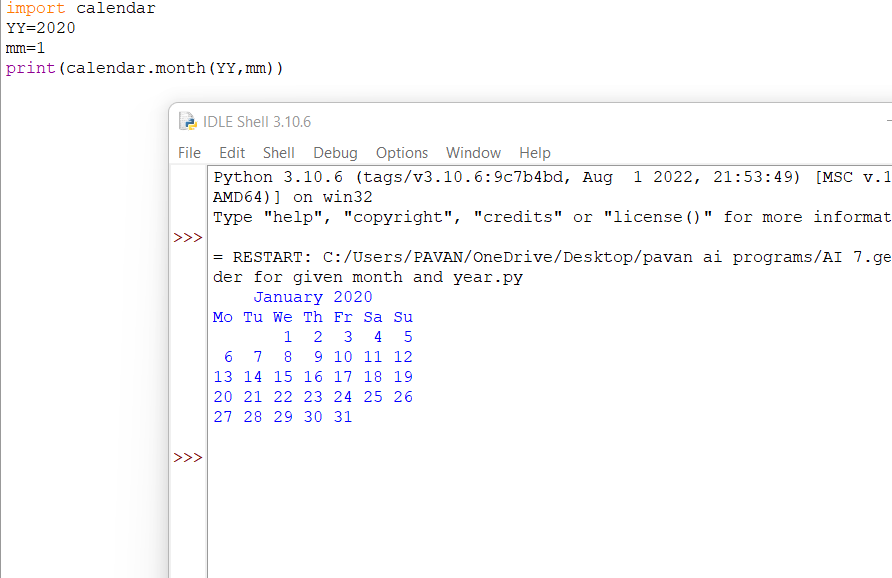 import calendar
YY=2020
mm=1
print(calendar.month(YY,mm))
IDLE Shell 3.10.6
File Edit Shell Debug Options Window Help
Python 3.10.6 (tags/v3.10.6:9c7b4bd, Aug  1 2022, 21:53:49) [MSC v.1
AMD64)] on win32
Type "help", "copyright", "credits" or "license()" for more informat
>>>
= RESTART: C:/Users/PAVAN/OneDrive/Desktop/pavan ai programs/AI 7.ge
der for given month and year.py
    January 2020
Mo Tu We Th Fr Sa Su
       1  2  3  4  5
 6  7  8  9 10 11 12
13 14 15 16 17 18 19
20 21 22 23 24 25 26
27 28 29 30 31
>>>